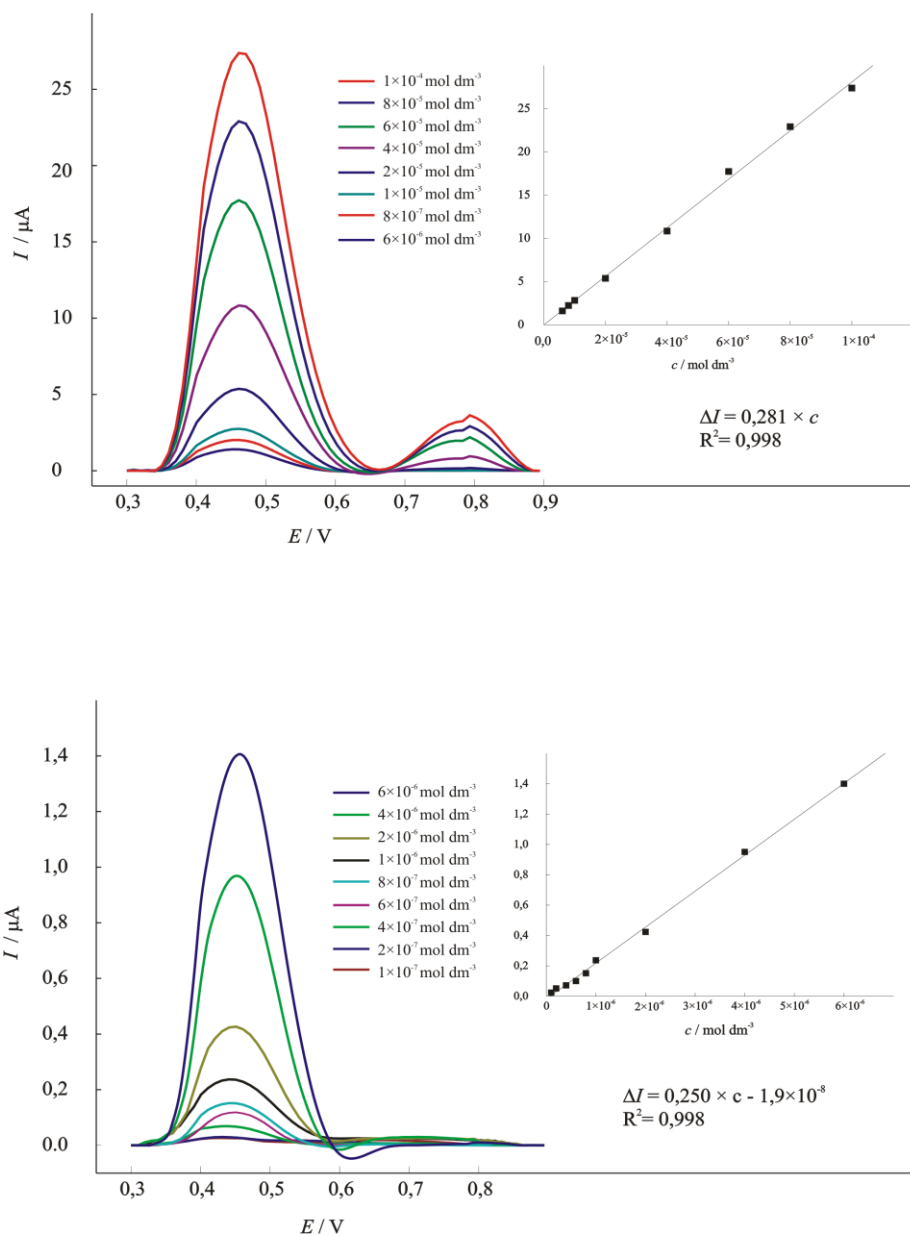 25
20
15
10
5
0
I / µA
0,3
0,4
0,5
0,6
0,7
0,8
0,9
E / V
1×10⁻⁴ mol dm⁻³
8×10⁻⁵ mol dm⁻³
6×10⁻⁵ mol dm⁻³
4×10⁻⁵ mol dm⁻³
2×10⁻⁵ mol dm⁻³
1×10⁻⁵ mol dm⁻³
8×10⁻⁷ mol dm⁻³
6×10⁻⁶ mol dm⁻³
25
20
15
10
5
0
0,0
2×10⁻⁵
4×10⁻⁵
6×10⁻⁵
8×10⁻⁵
1×10⁻⁴
c / mol dm⁻³
ΔI = 0,281 × c
R²= 0,998
1,4
1,2
1,0
0,8
0,6
0,4
0,2
0.0
I / µA
0,3
0,4
0,5
0,6
0,7
0,8
E / V
6×10⁻⁶ mol dm⁻³
4×10⁻⁶ mol dm⁻³
2×10⁻⁶ mol dm⁻³
1×10⁻⁶ mol dm⁻³
8×10⁻⁷ mol dm⁻³
6×10⁻⁷ mol dm⁻³
4×10⁻⁷ mol dm⁻³
2×10⁻⁷ mol dm⁻³
1×10⁻⁷ mol dm⁻³
1,4
1,2
1,0
0,8
0,6
0,4
0,2
0,0
0
1×10⁻⁶
2×10⁻⁶
3×10⁻⁶
4×10⁻⁶
5×10⁻⁶
6×10⁻⁶
c / mol dm⁻³
ΔI = 0,250 × c - 1,9×10⁻⁸
R²= 0,998